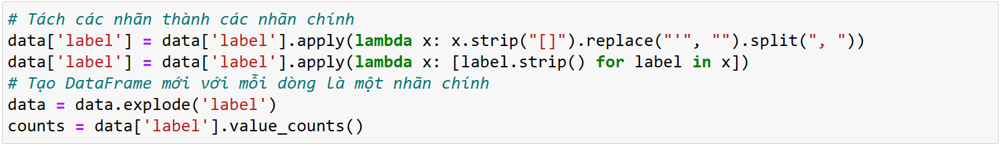 # Tách các nhãn thành các nhãn chính
data['label'] = data['label'].apply(lambda x: x.strip("[]").replace("'", "").split(", "))
data['label'] = data['label'].apply(lambda x: [label.strip() for label in x])
# Tạo DataFrame mới với mỗi dòng là một nhãn chính
data = data.explode('label')
counts = data['label'].value_counts()